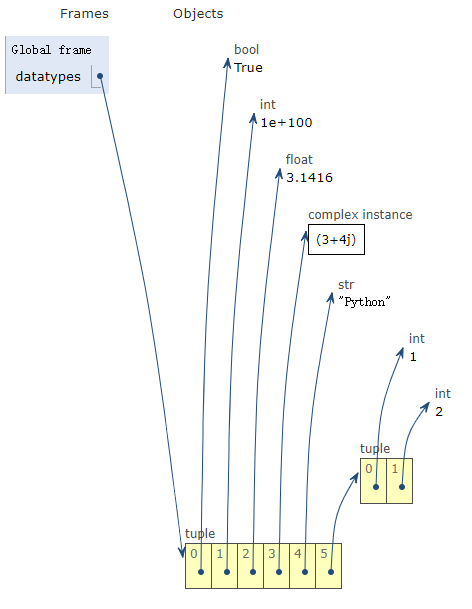 Frames Objects
Global frame
datatypes
bool
True
int
1e+100
float
3.1416
complex instance
(3+4j)
str
"Python"
int
1
int
2
tuple
0 1
tuple
0 1 2 3 4 5